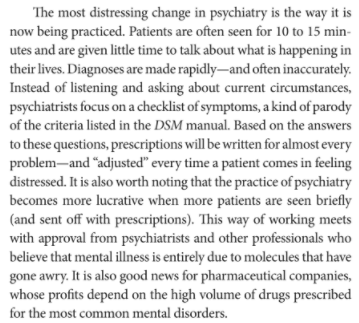 The most distressing change in psychiatry is the way it is
now being practiced. Patients are often seen for 10 to 15 min-
utes and are given little time to talk about what is happening in
their lives. Diagnoses are made rapidly—and often inaccurately.
Instead of listening and asking about current circumstances,
psychiatrists focus on a checklist of symptoms, a kind of parody
of the criteria listed in the DSM manual. Based on the answers
to these questions, prescriptions will be written for almost every
problem—and “adjusted” every time a patient comes in feeling
distressed. It is also worth noting that the practice of psychiatry
becomes more lucrative when more patients are seen briefly
(and sent off with prescriptions). This way of working meets
with approval from psychiatrists and other professionals who
believe that mental illness is entirely due to molecules that have
gone awry. It is also good news for pharmaceutical companies,
whose profits depend on the high volume of drugs prescribed
for the most common mental disorders.